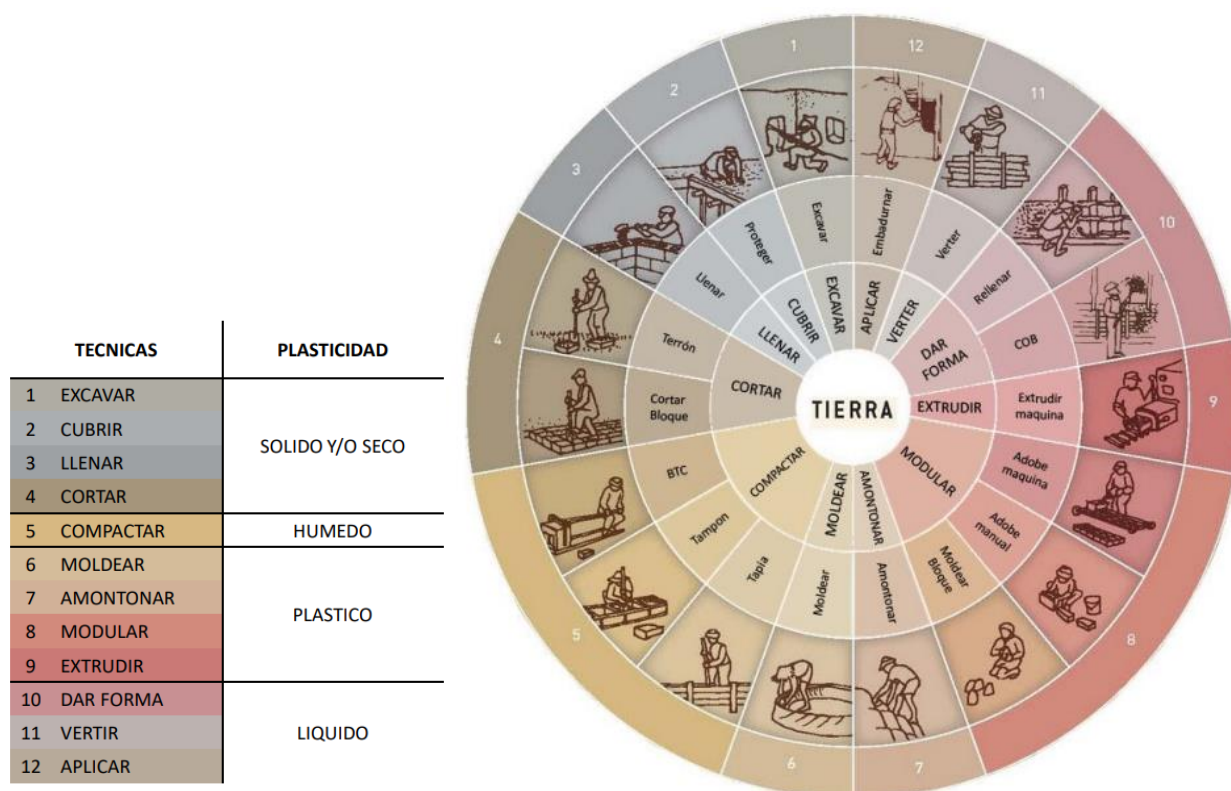 TECNICAS PLASTICIDAD
1 EXCAVAR
2 CUBRIR
3 LLENAR
4 CORTAR
SOLIDO Y/O SECO
5 COMPACTAR
HUMEDO
6 MOLDEAR
7 AMONTONAR
8 MODULAR
9 EXTRUDIR
PLASTICO
10 DAR FORMA
11 VERTIR
12 APLICAR
LIQUIDO
TIERRA
1
Excavar
EXCAVAR
2
Proteger
CUBRIR
3
Llenar
LLENAR
4
Terrón
Cortar
Bloque
CORTAR
5
BTC
Tampon
Tapia
COMPACTAR
6
Moldear
MOLDEAR
7
Amontonar
AMONTONAR
8
Moldear
Bloque
Adobe
manual
Adobe
maquina
MODULAR
9
Extrudir
maquina
EXTRUDIR
10
COB
Rellenar
DAR
FORMA
11
Verter
VERTER
12
Embadurnar
APLICAR